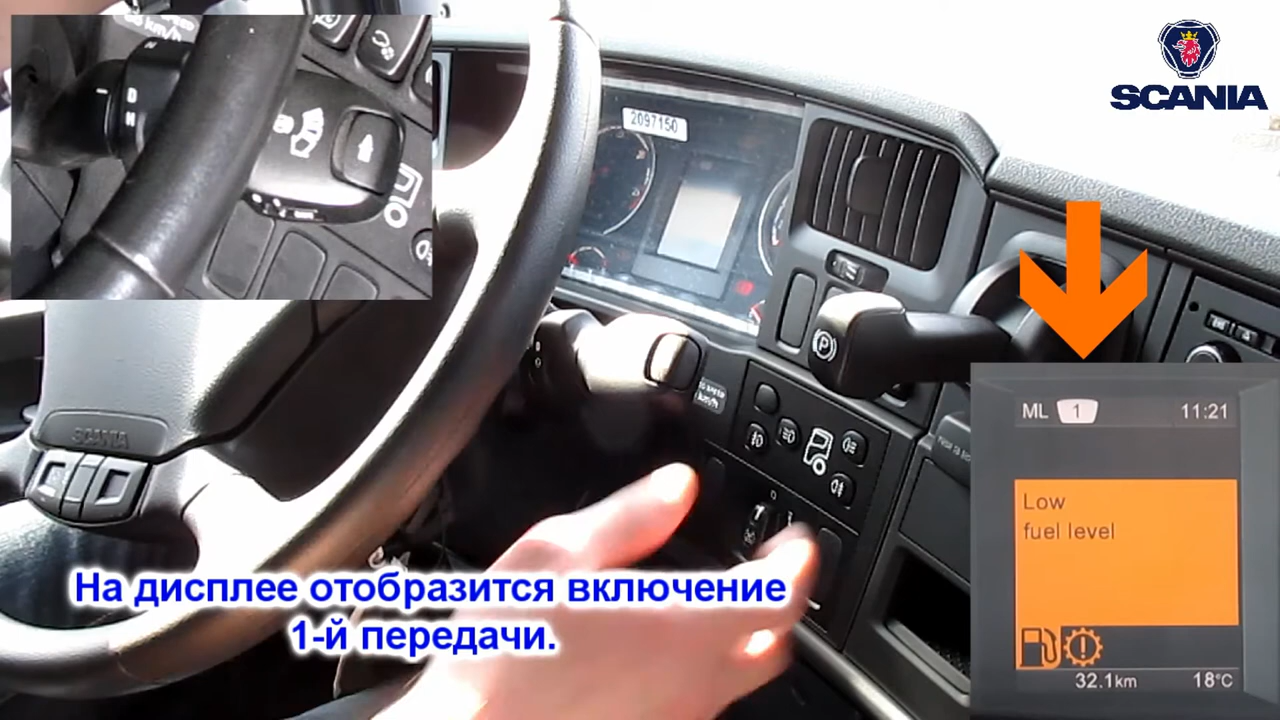 SCANIA
2097150
D
N
P
km/h
SCANIA
ML 1 11:21
Low
fuel level
32.1km 18°C
На дисплее отобразится включение
1-й передачи.